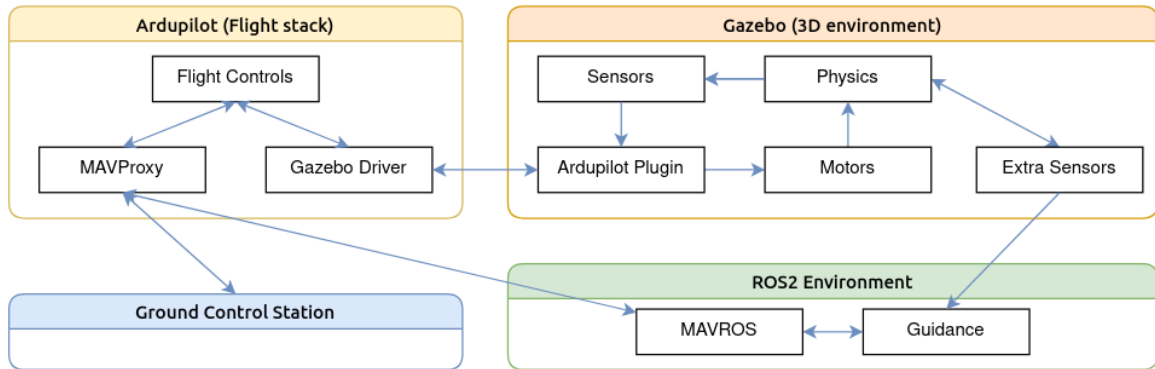 Ardupilot (Flight stack)
Flight Controls
MAVProxy
Gazebo Driver
Gazebo (3D environment)
Sensors
Physics
Ardupilot Plugin
Motors
Extra Sensors
Ground Control Station
ROS2 Environment
MAVROS
Guidance